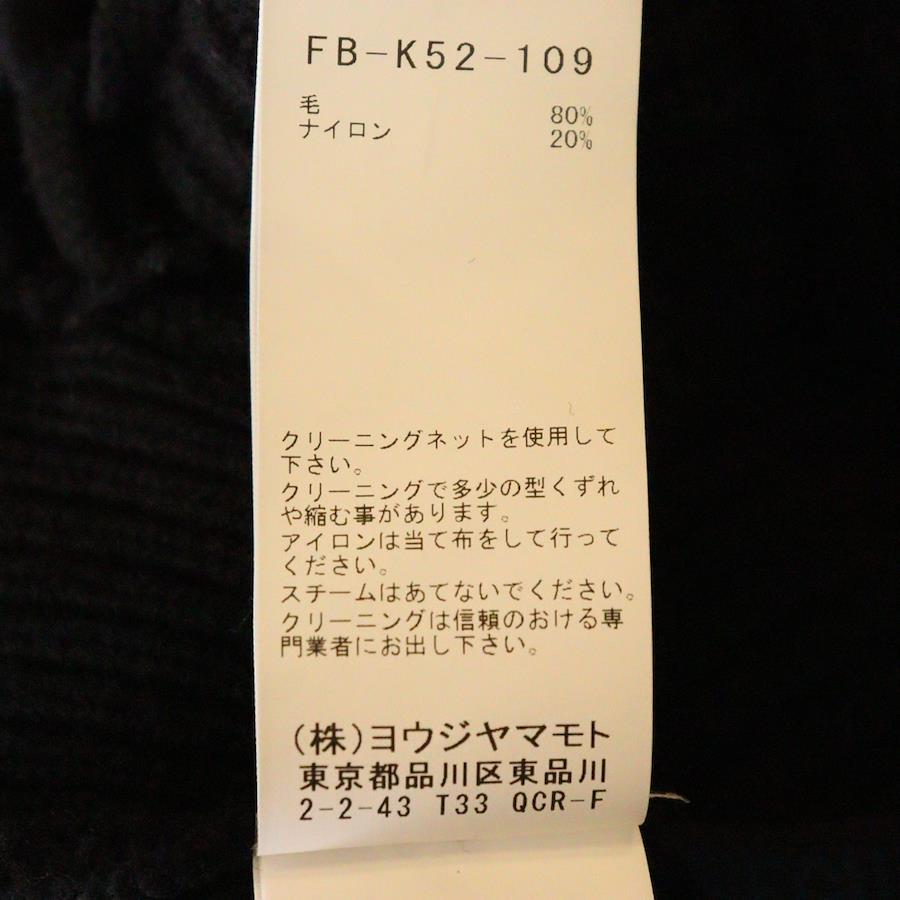 FB-K52-109
毛 80%
ナイロン 20%
クリーニングネットを使用して
下さい。
クリーニングで多少の型くずれ
や縮む事があります。
アイロンは当て布をして行って
ください。
スチームはあてないでください。
クリーニングは信頼のおける専
門業者にお出し下さい。
(株)ヨウジヤマモト
東京都品川区東品川
2-2-43 T33 QCR-F